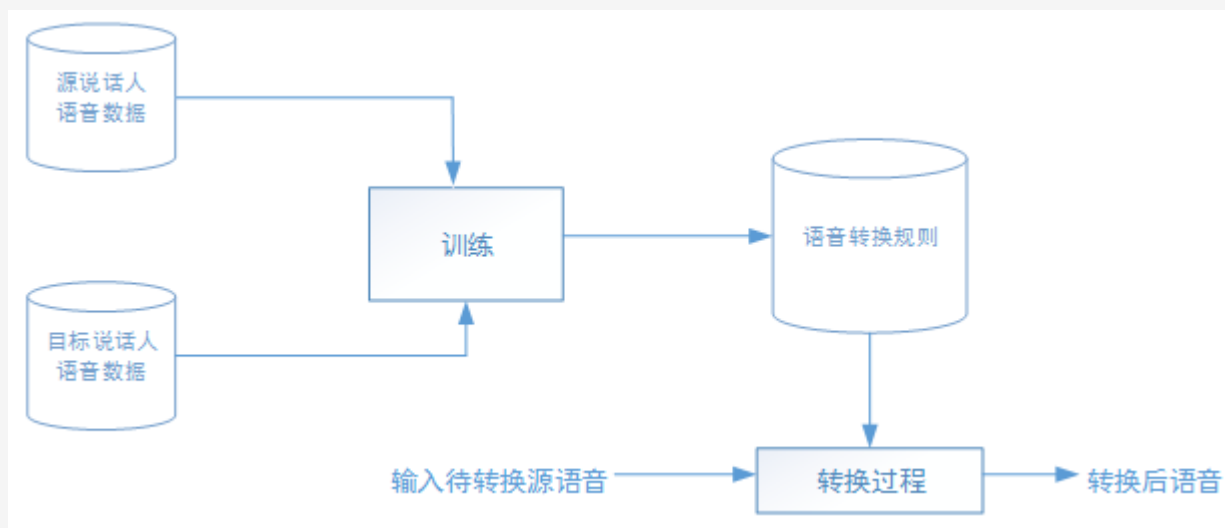 源说话人
语音数据
训练
语音转换规则
目标说话人
语音数据
输入待转换源语音
转换过程
转换后语音